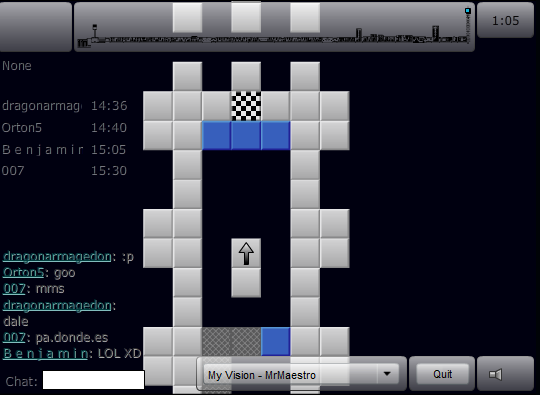 1:05
None
dragonarmag 14:36
Orton5 14:40
B e n j a m i n 15:05
007 15:30
dragonarmagedon: :p
Orton5: goo
007: mms
dragonarmagedon:
dale
007: pa.donde.es
B e n j a m i n: LOL XD
Chat:
My Vision - MrMaestro
Quit